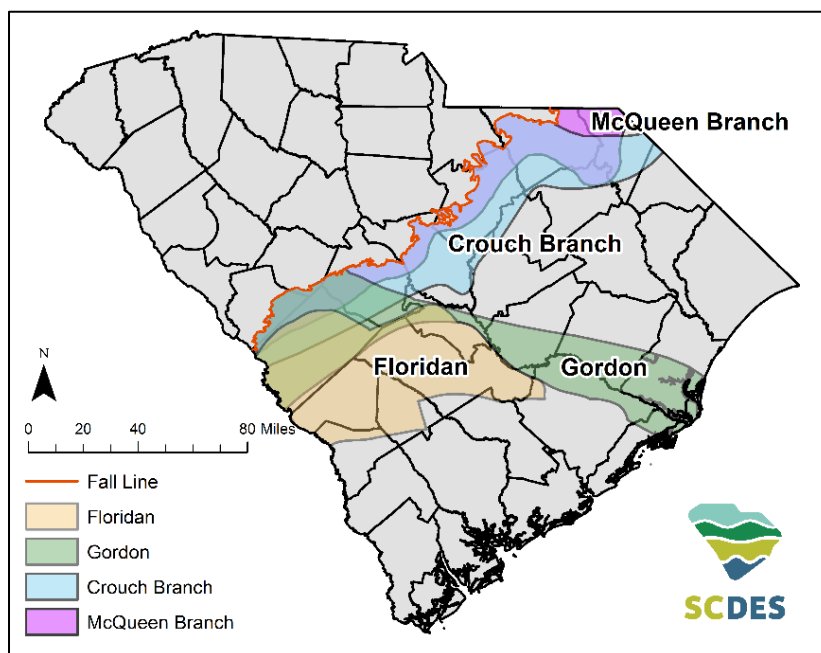 McQueen Branch
Crouch Branch
Floridan
Gordon
N
0 20 40 80 Miles
Fall Line
Floridan
Gordon
Crouch Branch
McQueen Branch
SCDES